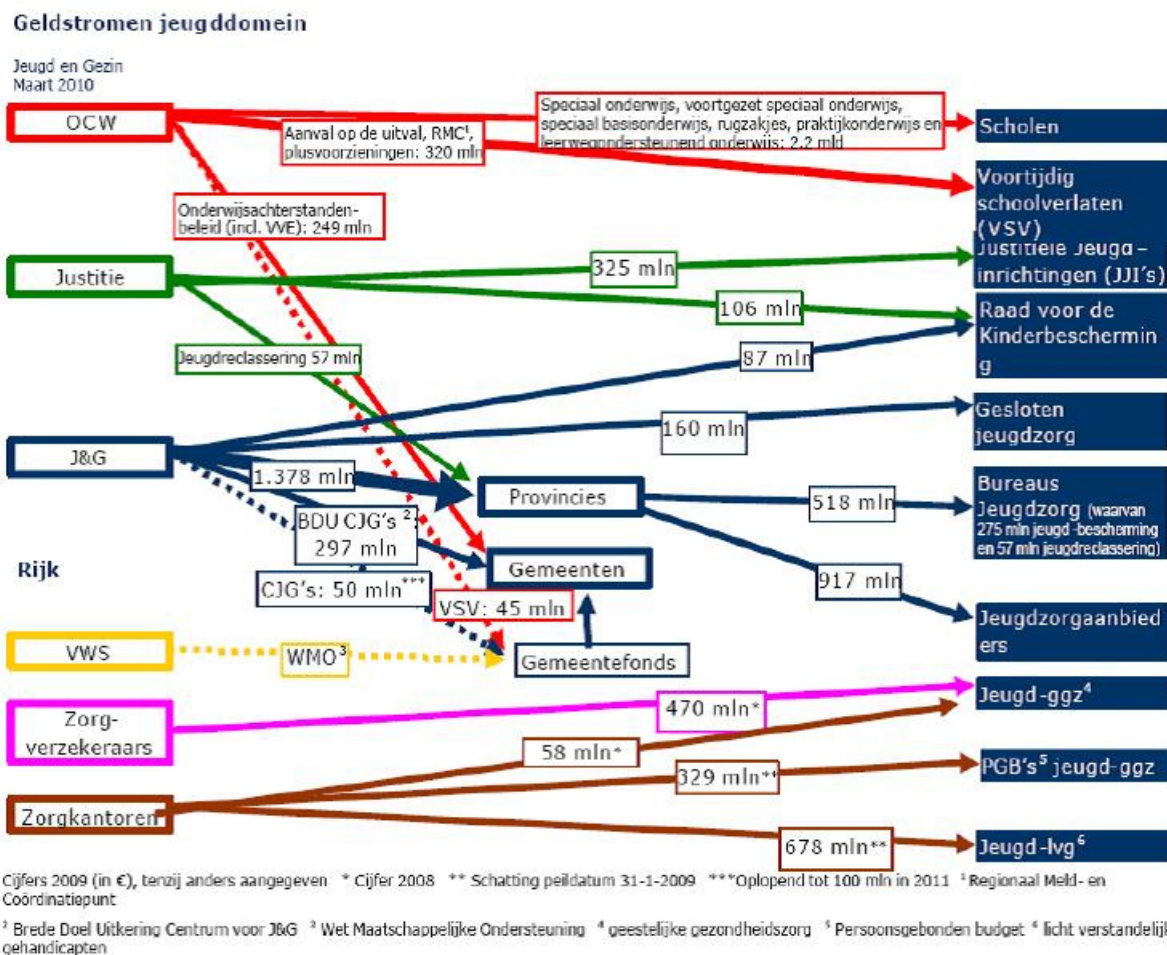 Geldstromen jeugddomein
Jeugd en Gezin
Maart 2010
OCW
Speciaal onderwijs, voortgezet speciaal onderwijs,
speciaal basisonderwijs, rugzakjes, praktijkonderwijs en
leerwegondersteunend onderwijs: 2.2 mld
Scholen
Aanval op de uitval, RMC¹,
plusvoorzieningen: 320 mln
Voortijdig
schoolverlaten
(VSV)
Onderwijsachterstanden-
beleid (incl. VVE): 249 mln
Justitie
325 mln
Justitiële Jeugd-
inrichtingen (JJI's)
106 mln
Raad voor de
Kinderbeschermin
g
Jeugdreclassering 57 mln
87 mln
J&G
160 mln
Gesloten
jeugdzorg
1.378 mln
Provincies
518 mln
Bureaus
Jeugdzorg (waarvan
275 mln jeugd-bescherming
en 57 mln jeugdreclassering)
BDU CJG's ²:
297 mln
Rijk
Gemeenten
917 mln
CJG's: 50 mln***
VSV: 45 mln
Jeugdzorgaanbied
ers
VWS
WMO³
Gemeentefonds
Zorg-
verzekeraars
470 mln*
Jeugd-ggz⁴
58 mln*
329 mln**
PGB's⁵ jeugd-ggz
Zorgkantoren
678 mln**
Jeugd-lvg⁶
Cijfers 2009 (in €), tenzij anders aangegeven * Cijfer 2008 ** Schatting peildatum 31-1-2009 ***Oplopend tot 100 mln in 2011 ¹ Regionaal Meld- en
Coördinatiepunt
² Brede Doel Uitkering Centrum voor J&G ³ Wet Maatschappelijke Ondersteuning ⁴ geestelijke gezondheidszorg ⁵ Persoonsgebonden budget ⁶ licht verstandelijk
gehandicapten